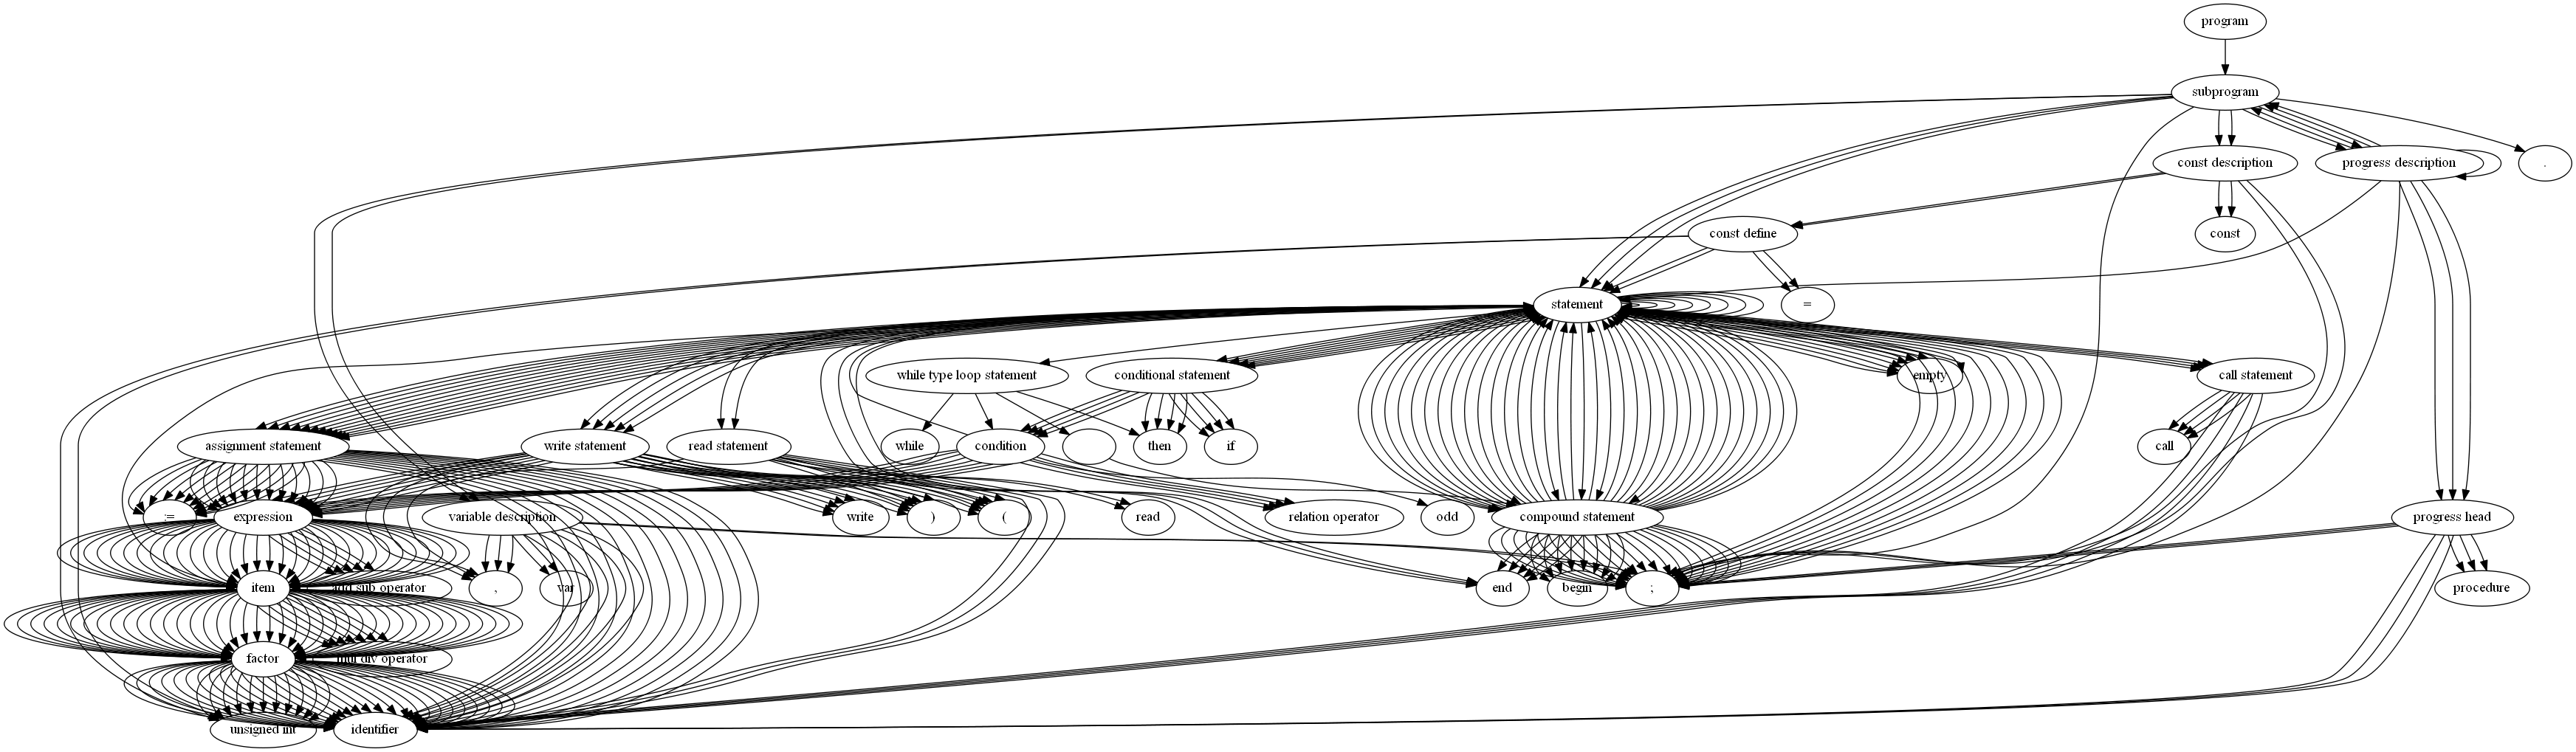 program
subprogram
const description
progress description
.
const define
const
statement
=
while type loop statement
conditional statement
empty
call statement
assignment statement
write statement
read statement
while
condition
then
if
call
:=
expression
variable description
write
)
(
read
relation operator
odd
compound statement
progress head
item
add sub operator
,
var
end
begin
;
procedure
factor
mul div operator
unsigned int
identifier